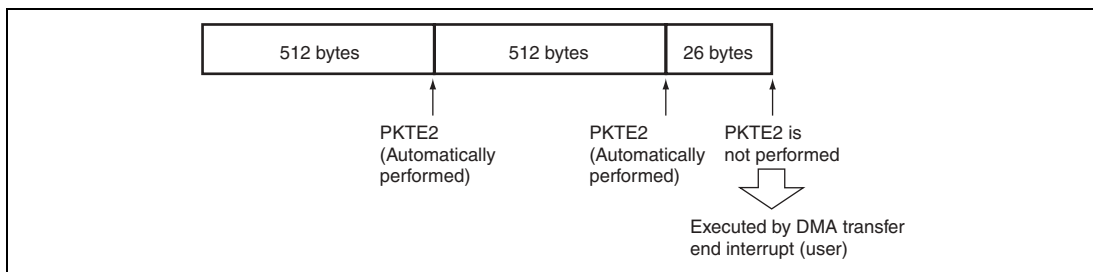 512 bytes
512 bytes
26 bytes
PKTE2
(Automatically
performed)
PKTE2
(Automatically
performed)
PKTE2 is
not performed
Executed by DMA transfer
end interrupt (user)